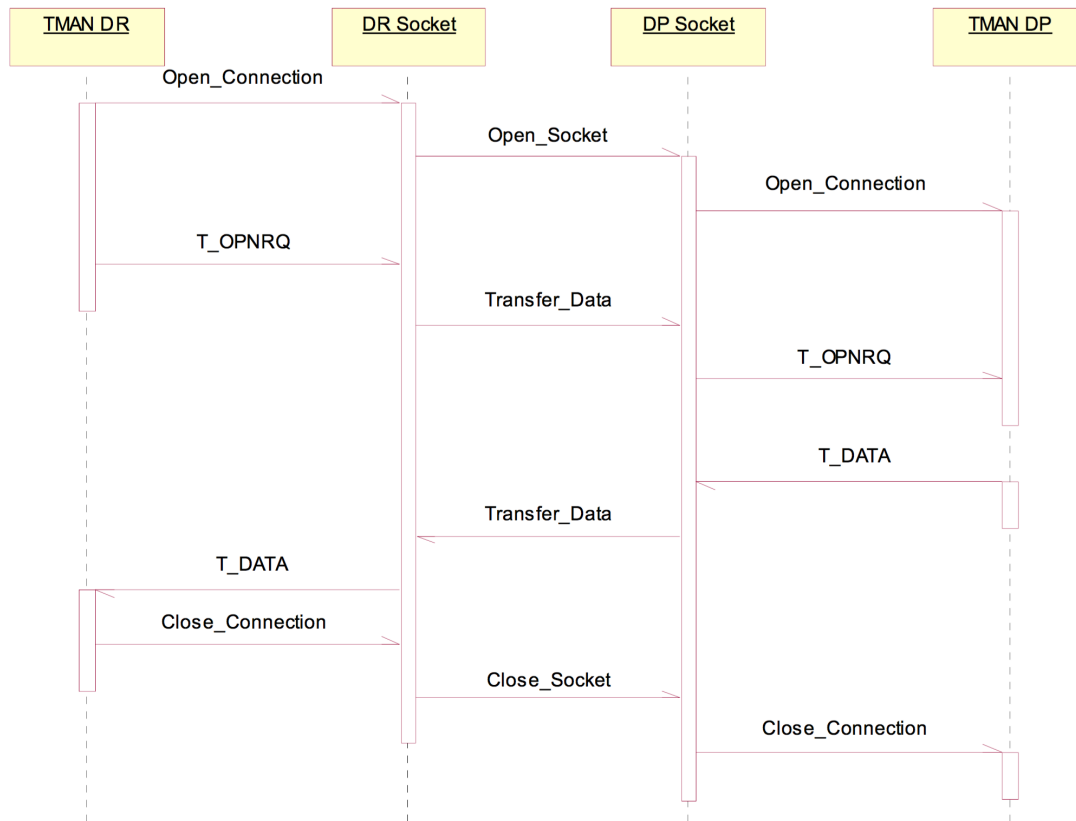 TMAN DR
DR Socket
DP Socket
TMAN DP
Open_Connection
Open_Socket
Open_Connection
T_OPNRQ
Transfer_Data
T_OPNRQ
T_DATA
Transfer_Data
T_DATA
Close_Connection
Close_Socket
Close_Connection